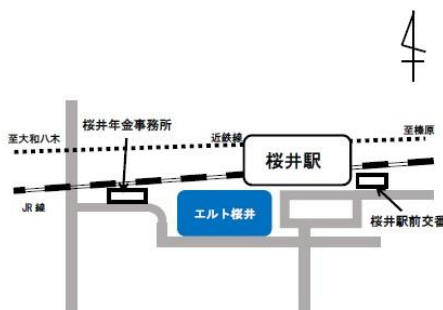 桜井年金事務所
至大和八木
近鉄線
至榛原
桜井駅
JR線
エルト桜井
桜井駅前交番